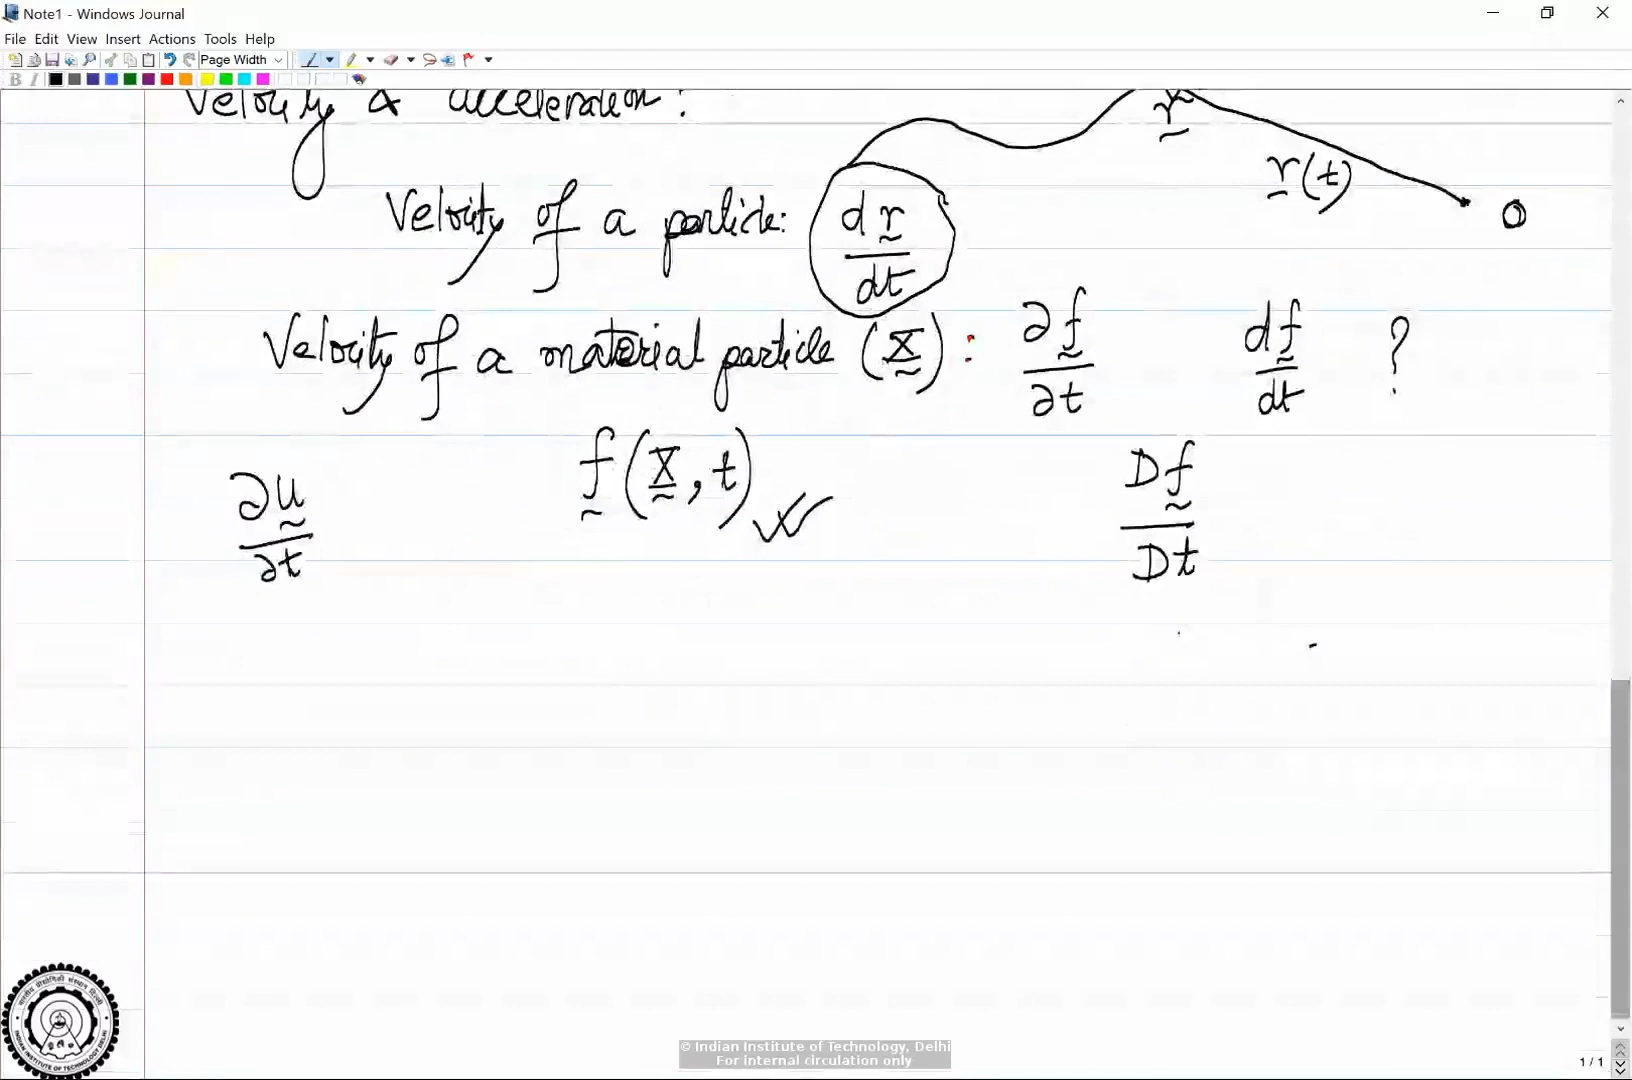 Note1 - Windows Journal
File Edit View Insert Actions Tools Help
Page Width
B I
Velocity & acceleration:
r
r(t)
O
Velocity of a particle: dr/dt
Velocity of a material particle (X): ∂f/∂t df/dt ?
∂u/∂t f(X, t) Df/Dt
© Indian Institute of Technology, Delhi
For internal circulation only
1 / 1